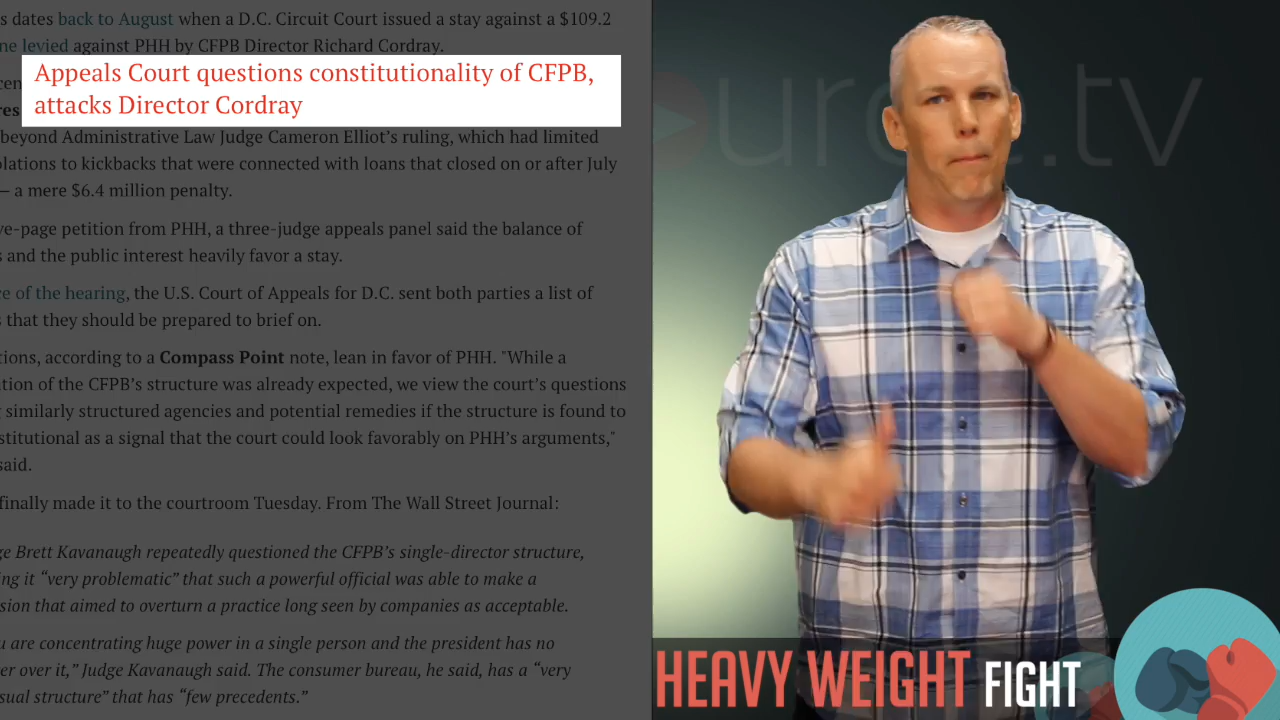 s dates back to August when a D.C. Circuit Court issued a stay against a $109.2
ne levied against PHH by CFPB Director Richard Cordray.
Appeals Court questions constitutionality of CFPB,
attacks Director Cordray
beyond Administrative Law Judge Cameron Elliot’s ruling, which had limited
olations to kickbacks that were connected with loans that closed on or after July
— a mere $6.4 million penalty.
ve-page petition from PHH, a three-judge appeals panel said the balance of
s and the public interest heavily favor a stay.
ce of the hearing, the U.S. Court of Appeals for D.C. sent both parties a list of
s that they should be prepared to brief on.
tions, according to a Compass Point note, lean in favor of PHH. "While a
ation of the CFPB’s structure was already expected, we view the court’s questions
g similarly structured agencies and potential remedies if the structure is found to
stitutional as a signal that the court could look favorably on PHH’s arguments,"
said.
finally made it to the courtroom Tuesday. From The Wall Street Journal:
ge Brett Kavanaugh repeatedly questioned the CFPB’s single-director structure,
ing it “very problematic” that such a powerful official was able to make a
sion that aimed to overturn a practice long seen by companies as acceptable.
u are concentrating huge power in a single person and the president has no
er over it,” Judge Kavanaugh said. The consumer bureau, he said, has a “very
sual structure” that has “few precedents.”
HEAVY WEIGHT FIGHT